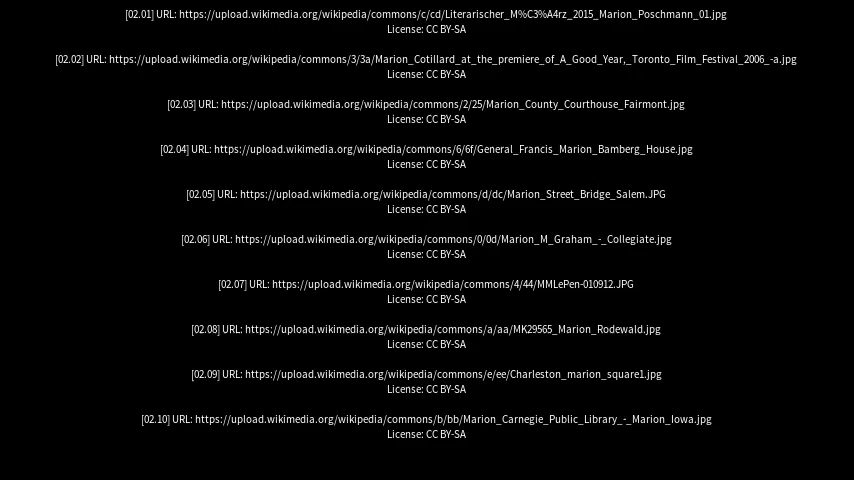 [02.01] URL: https://upload.wikimedia.org/wikipedia/commons/c/cd/Literarischer_M%C3%A4rz_2015_Marion_Poschmann_01.jpg
License: CC BY-SA
[02.02] URL: https://upload.wikimedia.org/wikipedia/commons/3/3a/Marion_Cotillard_at_the_premiere_of_A_Good_Year,_Toronto_Film_Festival_2006_-a.jpg
License: CC BY-SA
[02.03] URL: https://upload.wikimedia.org/wikipedia/commons/2/25/Marion_County_Courthouse_Fairmont.jpg
License: CC BY-SA
[02.04] URL: https://upload.wikimedia.org/wikipedia/commons/6/6f/General_Francis_Marion_Bamberg_House.jpg
License: CC BY-SA
[02.05] URL: https://upload.wikimedia.org/wikipedia/commons/d/dc/Marion_Street_Bridge_Salem.JPG
License: CC BY-SA
[02.06] URL: https://upload.wikimedia.org/wikipedia/commons/0/0d/Marion_M_Graham_-_Collegiate.jpg
License: CC BY-SA
[02.07] URL: https://upload.wikimedia.org/wikipedia/commons/4/44/MMLePen-010912.JPG
License: CC BY-SA
[02.08] URL: https://upload.wikimedia.org/wikipedia/commons/a/aa/MK29565_Marion_Rodewald.jpg
License: CC BY-SA
[02.09] URL: https://upload.wikimedia.org/wikipedia/commons/e/ee/Charleston_marion_square1.jpg
License: CC BY-SA
[02.10] URL: https://upload.wikimedia.org/wikipedia/commons/b/bb/Marion_Carnegie_Public_Library_-_Marion_Iowa.jpg
License: CC BY-SA